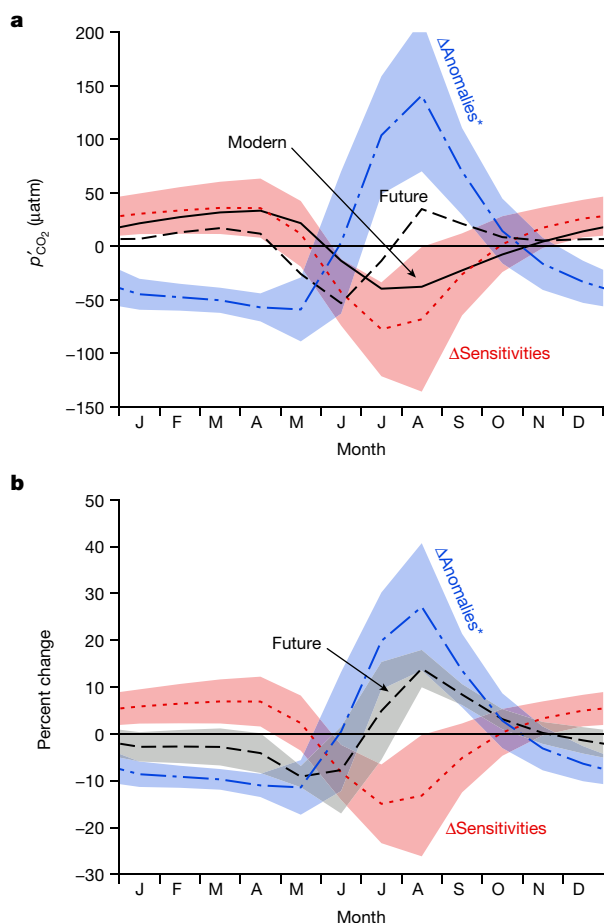 a
200
150
100
50
0
−50
−100
−150
p′CO2 (μatm)
ΔAnomalies*
Modern
Future
ΔSensitivities
J F M A M J J A S O N D
Month
b
50
40
30
20
10
0
−10
−20
−30
Percent change
ΔAnomalies*
Future
ΔSensitivities
J F M A M J J A S O N D
Month